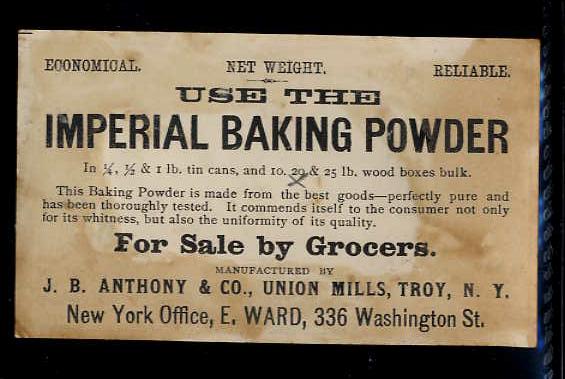 ECONOMICAL. NET WEIGHT. RELIABLE.
USE THE
IMPERIAL BAKING POWDER
In ¼, ½ & 1 lb. tin cans, and 10. 20 & 25 lb. wood boxes bulk.
This Baking Powder is made from the best goods—perfectly pure and
has been thoroughly tested. It commends itself to the consumer not only
for its whitness, but also the uniformity of its quality.
For Sale by Grocers.
MANUFACTURED BY
J. B. ANTHONY & CO., UNION MILLS, TROY, N. Y.
New York Office, E. WARD, 336 Washington St.